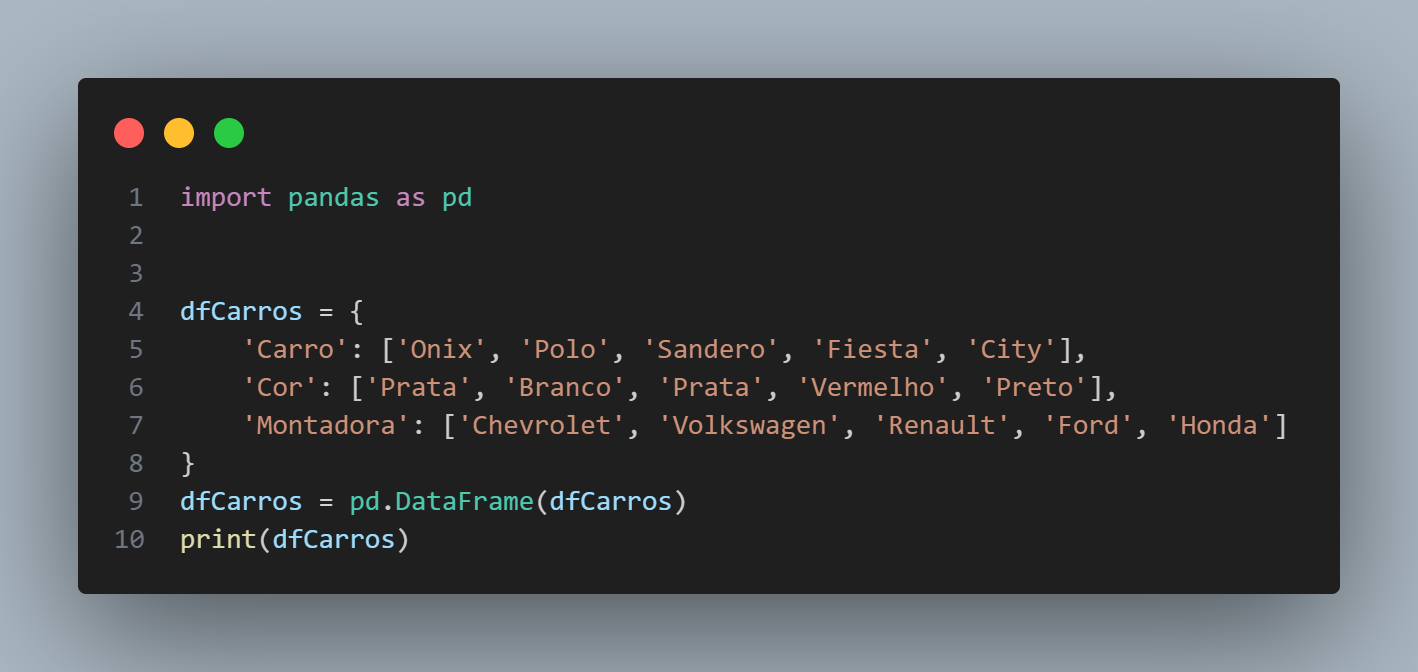 1 import pandas as pd
2
3
4 dfCarros = {
5     'Carro': ['Onix', 'Polo', 'Sandero', 'Fiesta', 'City'],
6     'Cor': ['Prata', 'Branco', 'Prata', 'Vermelho', 'Preto'],
7     'Montadora': ['Chevrolet', 'Volkswagen', 'Renault', 'Ford', 'Honda']
8 }
9 dfCarros = pd.DataFrame(dfCarros)
10 print(dfCarros)